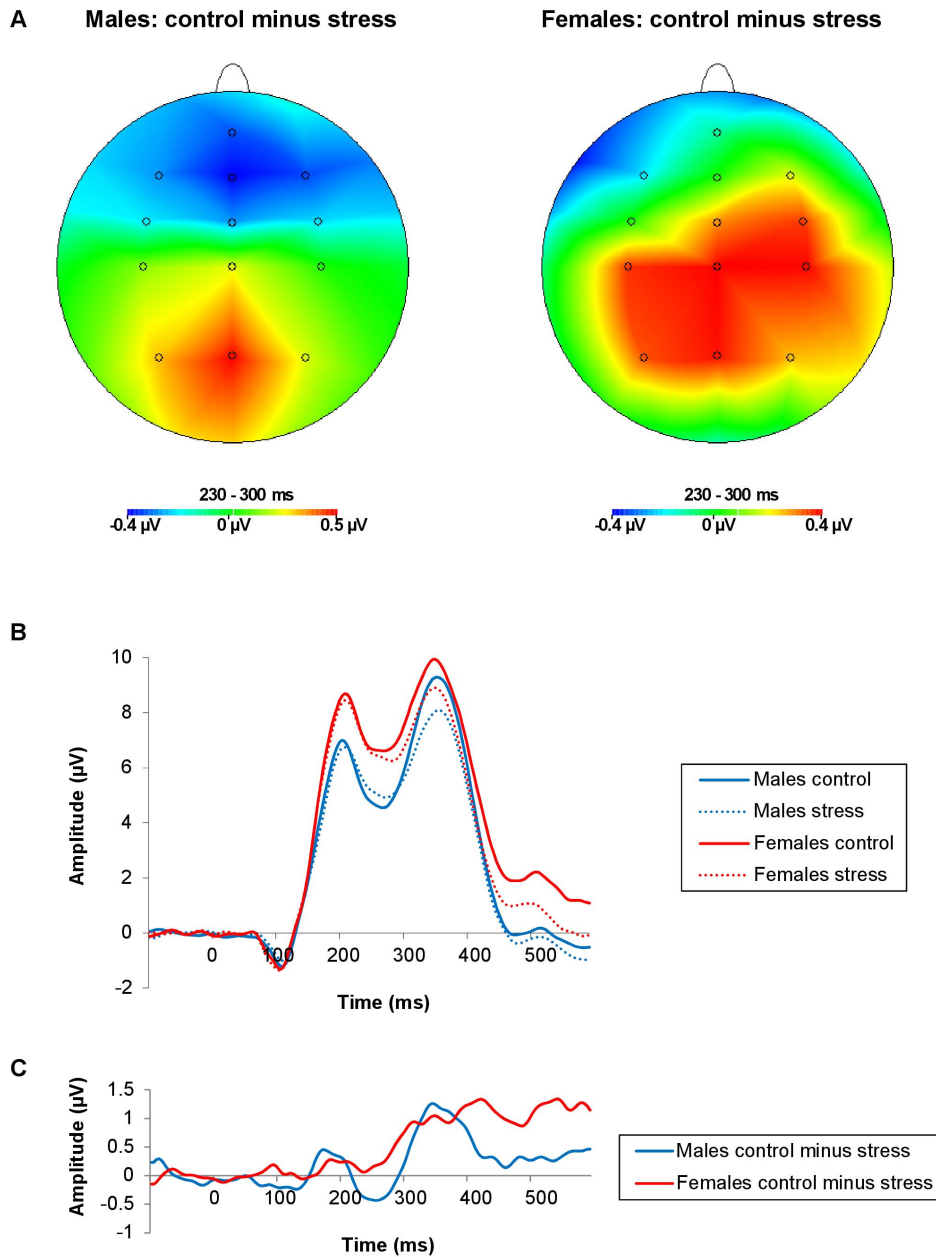 A
Males: control minus stress
Females: control minus stress
230 - 300 ms
-0.4 µV 0 µV 0.5 µV
230 - 300 ms
-0.4 µV 0 µV 0.4 µV
B
Amplitude (µV)
10
8
6
4
2
0
-2
0 100 200 300 400 500
Time (ms)
Males control
Males stress
Females control
Females stress
C
Amplitude (µV)
1.5
1
0.5
0
-0.5
-1
0 100 200 300 400 500
Time (ms)
Males control minus stress
Females control minus stress